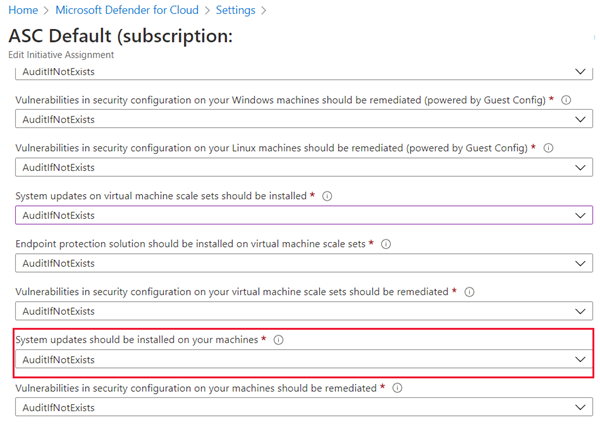 Home > Microsoft Defender for Cloud > Settings >
ASC Default (subscription:
Edit Initiative Assignment
AuditIfNotExists
Vulnerabilities in security configuration on your Windows machines should be remediated (powered by Guest Config) *
AuditIfNotExists
Vulnerabilities in security configuration on your Linux machines should be remediated (powered by Guest Config) *
AuditIfNotExists
System updates on virtual machine scale sets should be installed *
AuditIfNotExists
Endpoint protection solution should be installed on virtual machine scale sets *
AuditIfNotExists
Vulnerabilities in security configuration on your virtual machine scale sets should be remediated *
AuditIfNotExists
System updates should be installed on your machines *
AuditIfNotExists
Vulnerabilities in security configuration on your machines should be remediated *
AuditIfNotExists